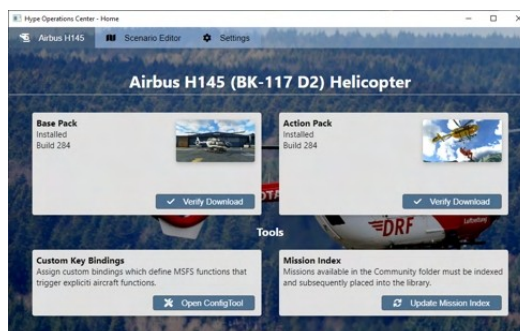 Hype Operations Center - Home
Airbus H145
Scenario Editor
Settings
Airbus H145 (BK-117 D2) Helicopter
Base Pack
Installed
Build 284
Verify Download
Action Pack
Installed
Build 284
Verify Download
DRF
Luftrettung
Tools
Custom Key Bindings
Assign custom bindings which define MSFS functions that
trigger expliciti aircraft functions.
Open ConfigTool
Mission Index
Missions available in the Community folder must be indexed
and subsequently placed into the library.
Update Mission Index